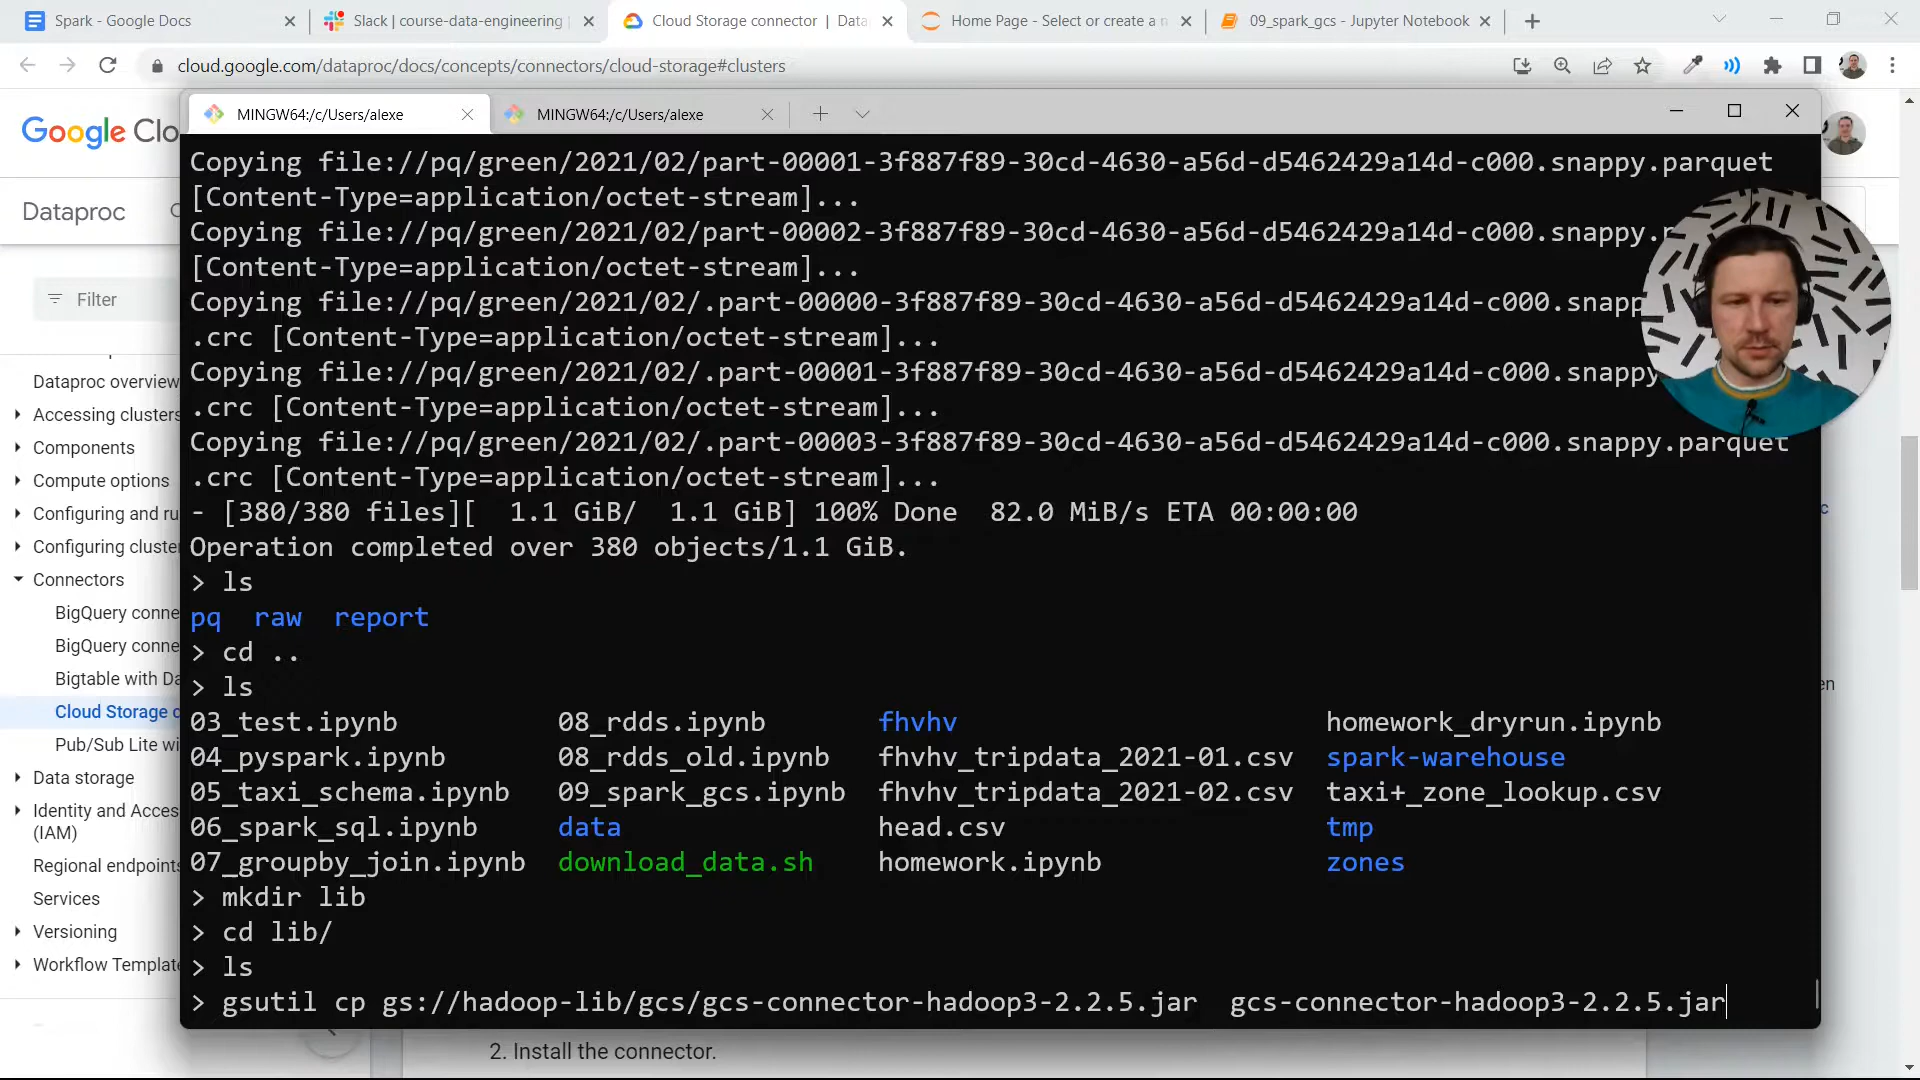 Spark - Google Docs
Slack | course-data-engineering
Cloud Storage connector | Data
Home Page - Select or create a n
09_spark_gcs - Jupyter Notebook
cloud.google.com/dataproc/docs/concepts/connectors/cloud-storage#clusters
MINGW64:/c/Users/alexe
MINGW64:/c/Users/alexe
Google Clo
Dataproc
Filter
Dataproc overview
Accessing clusters
Components
Compute options
Configuring and ru
Configuring cluste
Connectors
BigQuery conne
BigQuery conne
Bigtable with Da
Cloud Storage c
Pub/Sub Lite wi
Data storage
Identity and Acces
(IAM)
Regional endpoints
Services
Versioning
Workflow Template
Copying file://pq/green/2021/02/part-00001-3f887f89-30cd-4630-a56d-d5462429a14d-c000.snappy.parquet
[Content-Type=application/octet-stream]...
Copying file://pq/green/2021/02/part-00002-3f887f89-30cd-4630-a56d-d5462429a14d-c000.snappy.
[Content-Type=application/octet-stream]...
Copying file://pq/green/2021/02/.part-00000-3f887f89-30cd-4630-a56d-d5462429a14d-c000.snapp
.crc [Content-Type=application/octet-stream]...
Copying file://pq/green/2021/02/.part-00001-3f887f89-30cd-4630-a56d-d5462429a14d-c000.snappy
.crc [Content-Type=application/octet-stream]...
Copying file://pq/green/2021/02/.part-00003-3f887f89-30cd-4630-a56d-d5462429a14d-c000.snappy.parquet
.crc [Content-Type=application/octet-stream]...
- [380/380 files][  1.1 GiB/  1.1 GiB] 100% Done  82.0 MiB/s ETA 00:00:00
Operation completed over 380 objects/1.1 GiB.
> ls
pq  raw  report
> cd ..
> ls
03_test.ipynb 08_rdds.ipynb fhvhv homework_dryrun.ipynb
04_pyspark.ipynb 08_rdds_old.ipynb fhvhv_tripdata_2021-01.csv spark-warehouse
05_taxi_schema.ipynb 09_spark_gcs.ipynb fhvhv_tripdata_2021-02.csv taxi+_zone_lookup.csv
06_spark_sql.ipynb data head.csv tmp
07_groupby_join.ipynb download_data.sh homework.ipynb zones
> mkdir lib
> cd lib/
> ls
> gsutil cp gs://hadoop-lib/gcs/gcs-connector-hadoop3-2.2.5.jar  gcs-connector-hadoop3-2.2.5.jar
2. Install the connector.